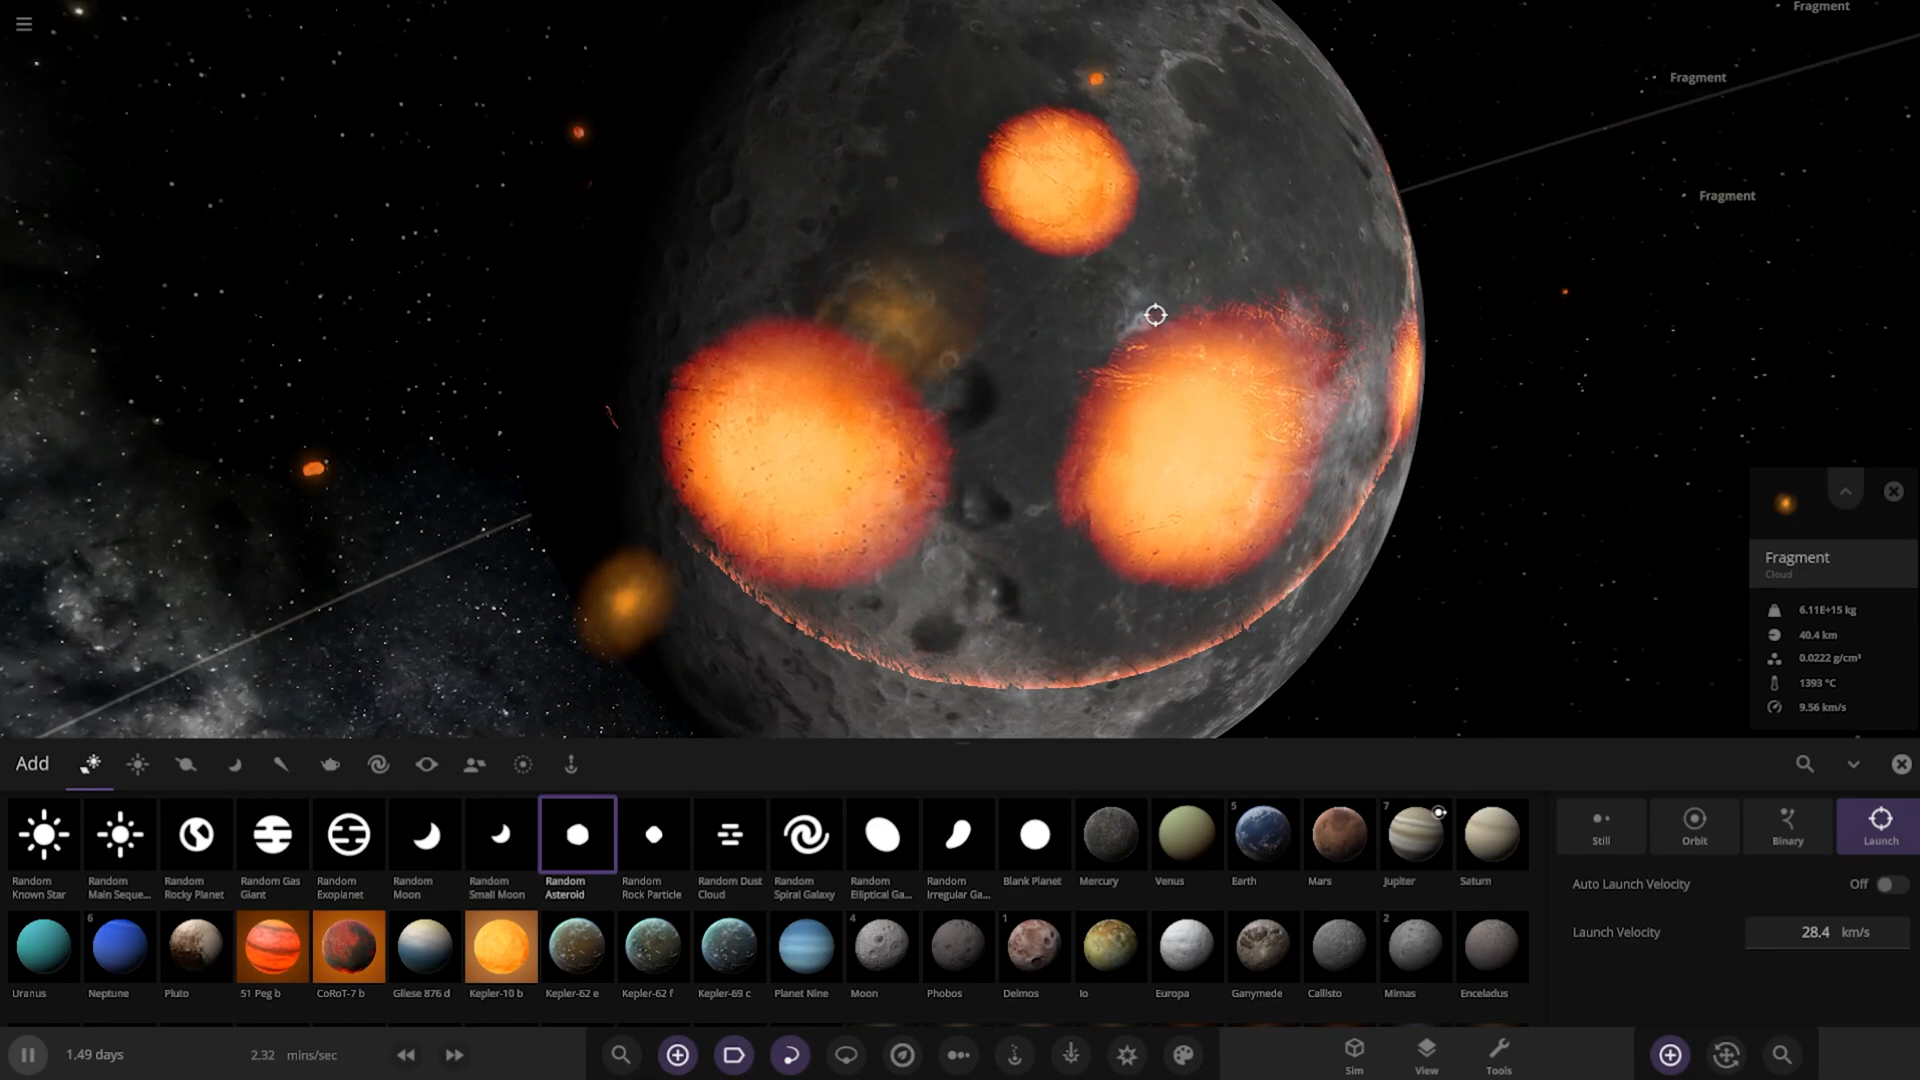 Fragment
Fragment
Fragment
Fragment
Cloud
6.11E+15 kg
40.4 km
0.0222 g/cm³
1393 °C
9.56 km/s
Add
Random Known Star
Random Main Seque...
Random Rocky Planet
Random Gas Giant
Random Exoplanet
Random Moon
Random Small Moon
Random Asteroid
Random Rock Particle
Random Dust Cloud
Random Spiral Galaxy
Random Elliptical Ga...
Random Irregular Ga...
Blank Planet
Mercury
Venus
5
Earth
Mars
7
Jupiter
Saturn
Uranus
6
Neptune
Pluto
51 Peg b
CoRoT-7 b
Gliese 876 d
Kepler-10 b
Kepler-62 e
Kepler-62 f
Kepler-69 c
Planet Nine
4
Moon
Phobos
1
Deimos
Io
Europa
Ganymede
Callisto
2
Mimas
Enceladus
Still
Orbit
Binary
Launch
Auto Launch Velocity
Off
Launch Velocity
28.4 km/s
1.49 days
2.32 mins/sec
Sim
View
Tools